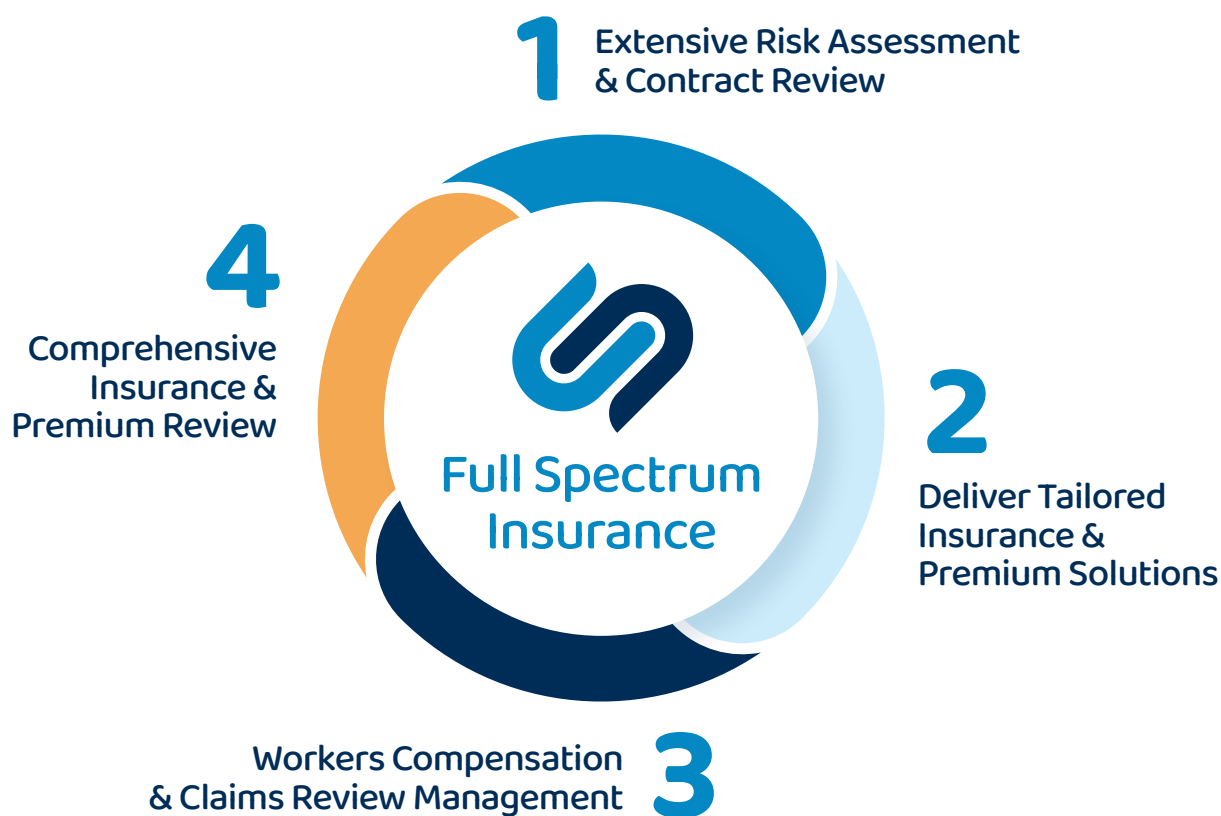 1
Extensive Risk Assessment
& Contract Review
2
Deliver Tailored
Insurance &
Premium Solutions
3
Workers Compensation
& Claims Review Management
4
Comprehensive
Insurance &
Premium Review
Full Spectrum
Insurance